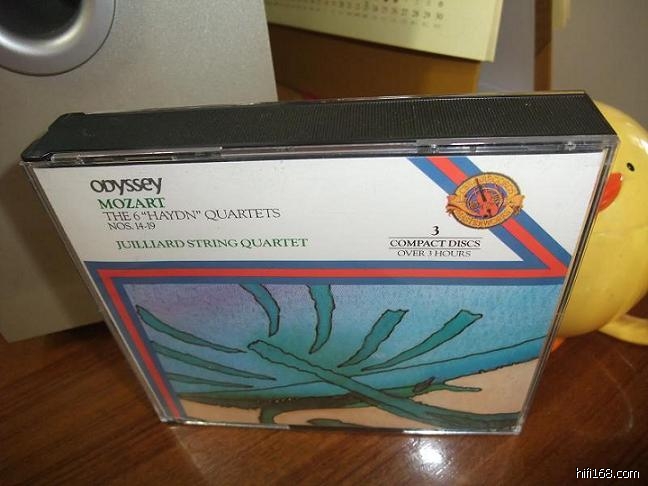 ODYSSEY
MOZART
THE 6 "HAYDN" QUARTETS
NOS. 14-19
JUILLIARD STRING QUARTET
3
COMPACT DISCS
OVER 3 HOURS
hifi168.com